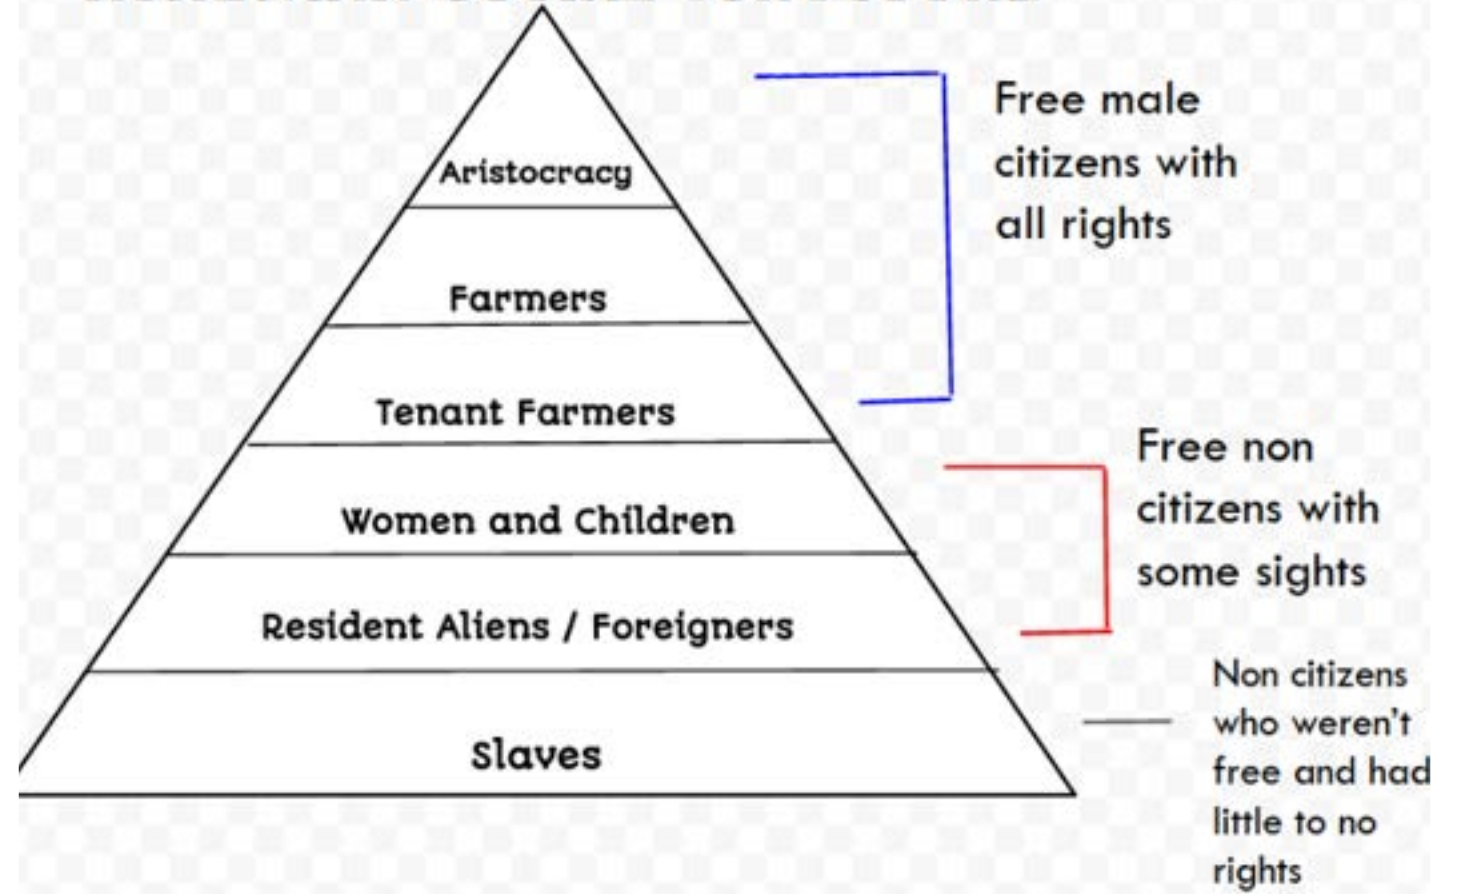 Aristocracy
Farmers
Tenant Farmers
Women and Children
Resident Aliens / Foreigners
Slaves
Free male
citizens with
all rights
Free non
citizens with
some sights
Non citizens
who weren't
free and had
little to no
rights